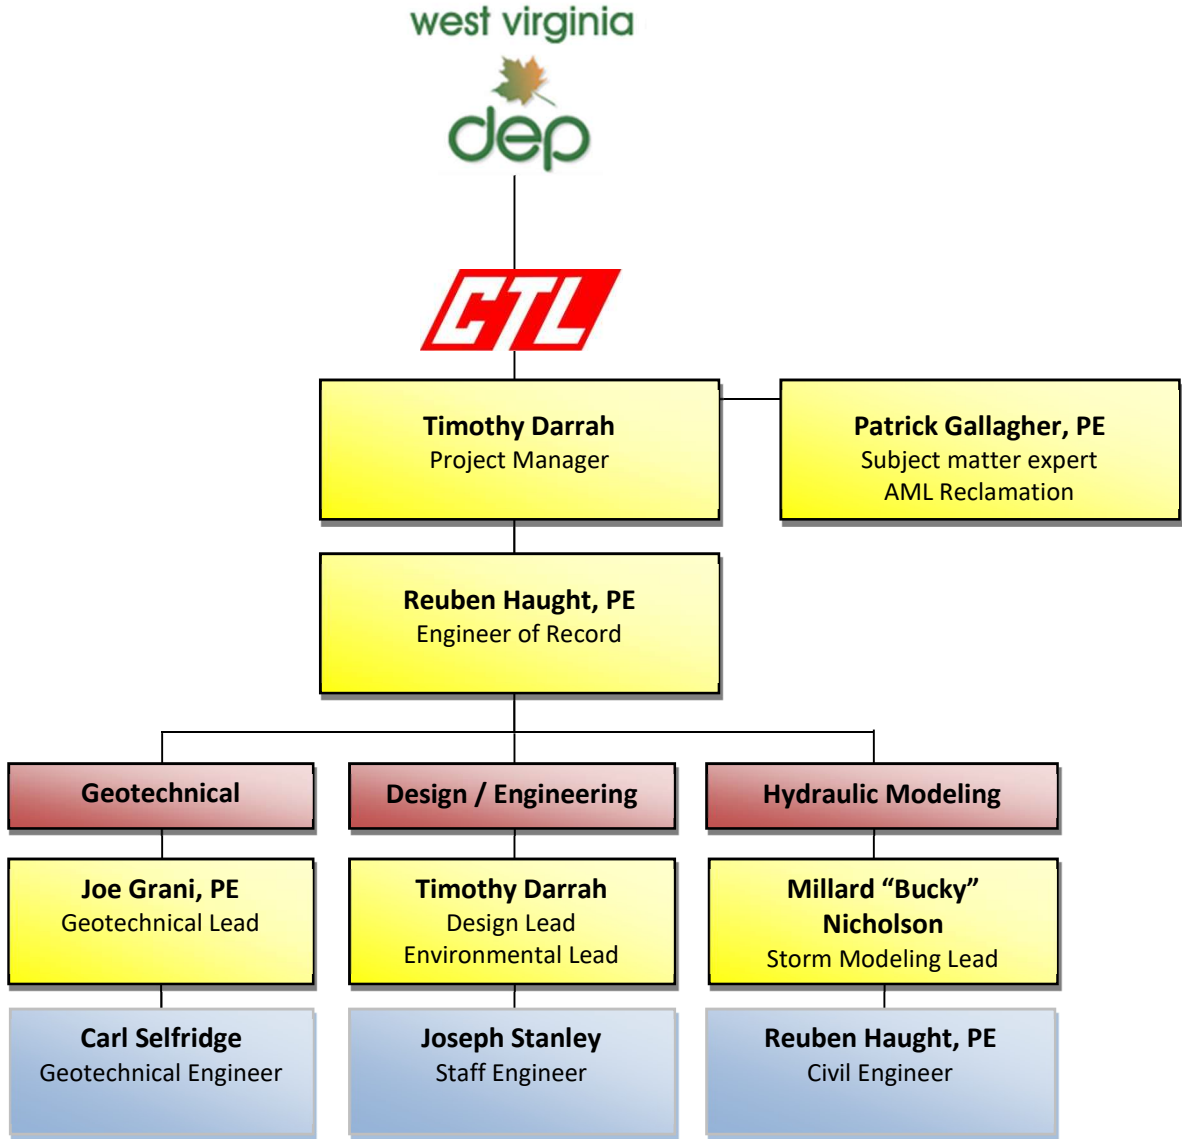 west virginia
dep
CTL
Timothy Darrah
Project Manager
Patrick Gallagher, PE
Subject matter expert
AML Reclamation
Reuben Haught, PE
Engineer of Record
Geotechnical
Design / Engineering
Hydraulic Modeling
Joe Grani, PE
Geotechnical Lead
Timothy Darrah
Design Lead
Environmental Lead
Millard “Bucky”
Nicholson
Storm Modeling Lead
Carl Selfridge
Geotechnical Engineer
Joseph Stanley
Staff Engineer
Reuben Haught, PE
Civil Engineer